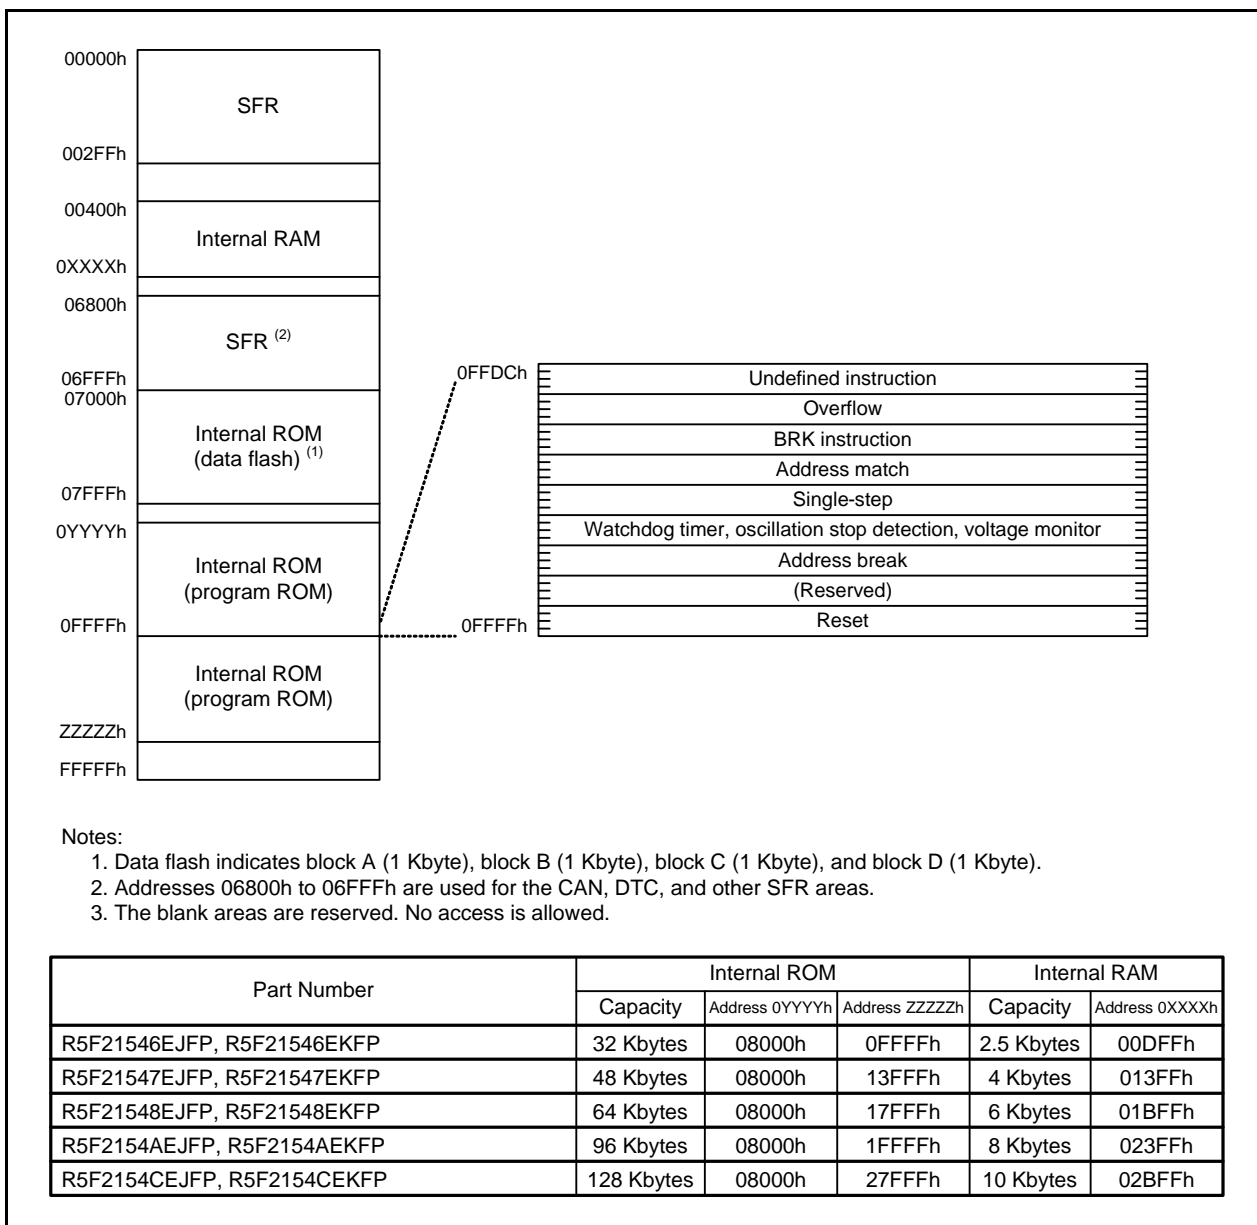 00000h
SFR
002FFh
00400h
Internal RAM
0XXXXh
06800h
SFR (2)
06FFFh
07000h
Internal ROM
(data flash) (1)
07FFFh
0YYYYh
Internal ROM
(program ROM)
0FFFFh
Internal ROM
(program ROM)
ZZZZZh
FFFFFh
0FFDCh
Undefined instruction
Overflow
BRK instruction
Address match
Single-step
Watchdog timer, oscillation stop detection, voltage monitor
Address break
(Reserved)
0FFFFh
Reset
Notes:
1. Data flash indicates block A (1 Kbyte), block B (1 Kbyte), block C (1 Kbyte), and block D (1 Kbyte).
2. Addresses 06800h to 06FFFh are used for the CAN, DTC, and other SFR areas.
3. The blank areas are reserved. No access is allowed.
Part Number Internal ROM Internal RAM
Capacity Address 0YYYYh Address ZZZZZh Capacity Address 0XXXXh
R5F21546EJFP, R5F21546EKFP 32 Kbytes 08000h 0FFFFh 2.5 Kbytes 00DFFh
R5F21547EJFP, R5F21547EKFP 48 Kbytes 08000h 13FFFh 4 Kbytes 013FFh
R5F21548EJFP, R5F21548EKFP 64 Kbytes 08000h 17FFFh 6 Kbytes 01BFFh
R5F2154AEJFP, R5F2154AEKFP 96 Kbytes 08000h 1FFFFh 8 Kbytes 023FFh
R5F2154CEJFP, R5F2154CEKFP 128 Kbytes 08000h 27FFFh 10 Kbytes 02BFFh